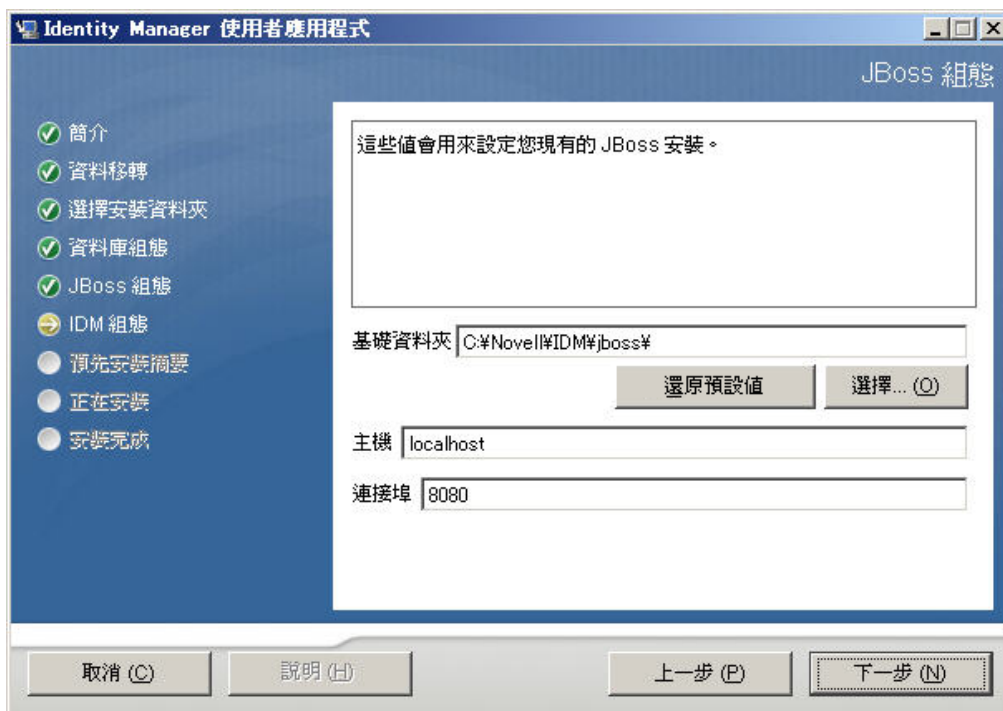 Identity Manager 使用者應用程式
JBoss 組態
簡介
資料移轉
選擇安裝資料夾
資料庫組態
JBoss 組態
IDM 組態
預先安裝摘要
正在安裝
安裝完成
這些值會用來設定您現有的 JBoss 安裝。
基礎資料夾 C:¥Novell¥IDM¥jboss¥
還原預設值 選擇... (O)
主機 localhost
連接埠 8080
取消 (C) 說明 (H) 上一步 (P) 下一步 (N)